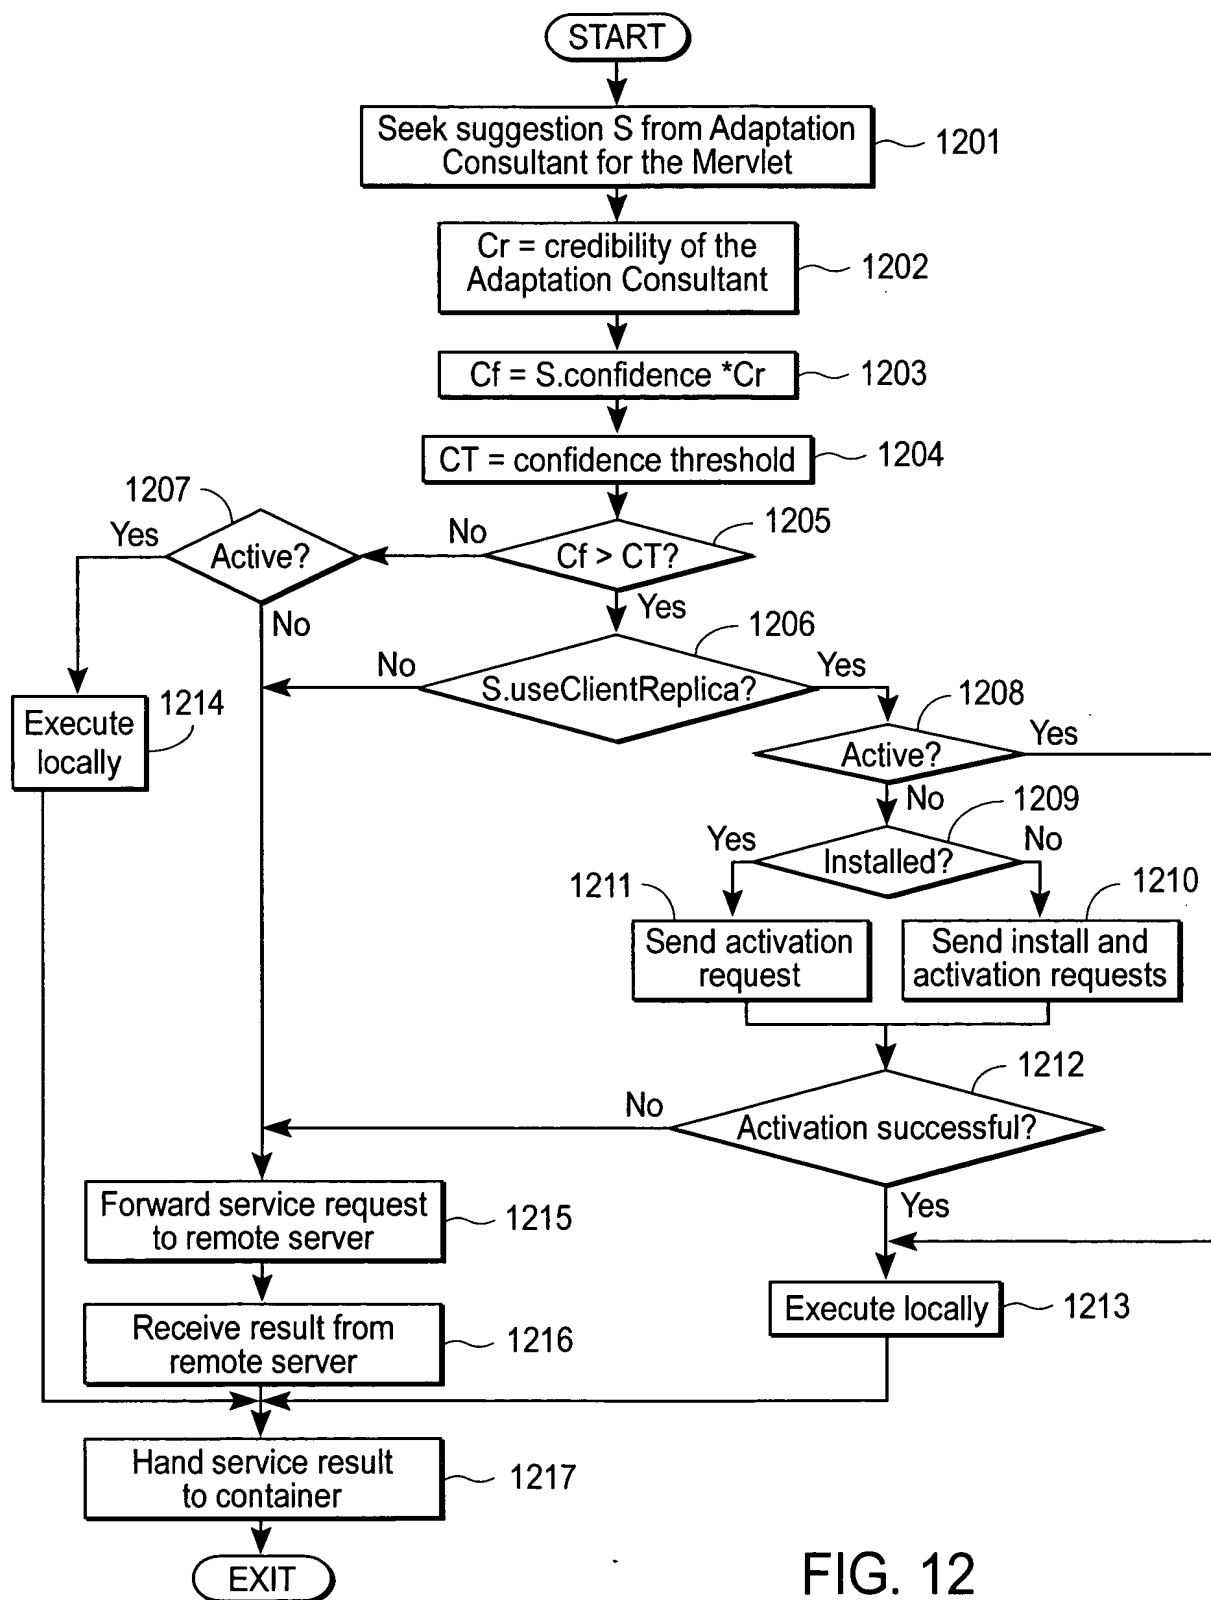 START
Seek suggestion S from Adaptation
Consultant for the Mervlet
1201
Cr = credibility of the
Adaptation Consultant
1202
Cf = S.confidence *Cr
1203
CT = confidence threshold
1204
1207
Yes
Active?
No
Cf > CT?
1205
No
Yes
1206
No
S.useClientReplica?
Yes
1208
Execute
locally
1214
Active?
Yes
No
1209
Yes
Installed?
No
1211
1210
Send activation
request
Send install and
activation requests
1212
No
Activation successful?
Yes
Forward service request
to remote server
1215
Execute locally
1213
Receive result from
remote server
1216
Hand service result
to container
1217
EXIT
FIG. 12